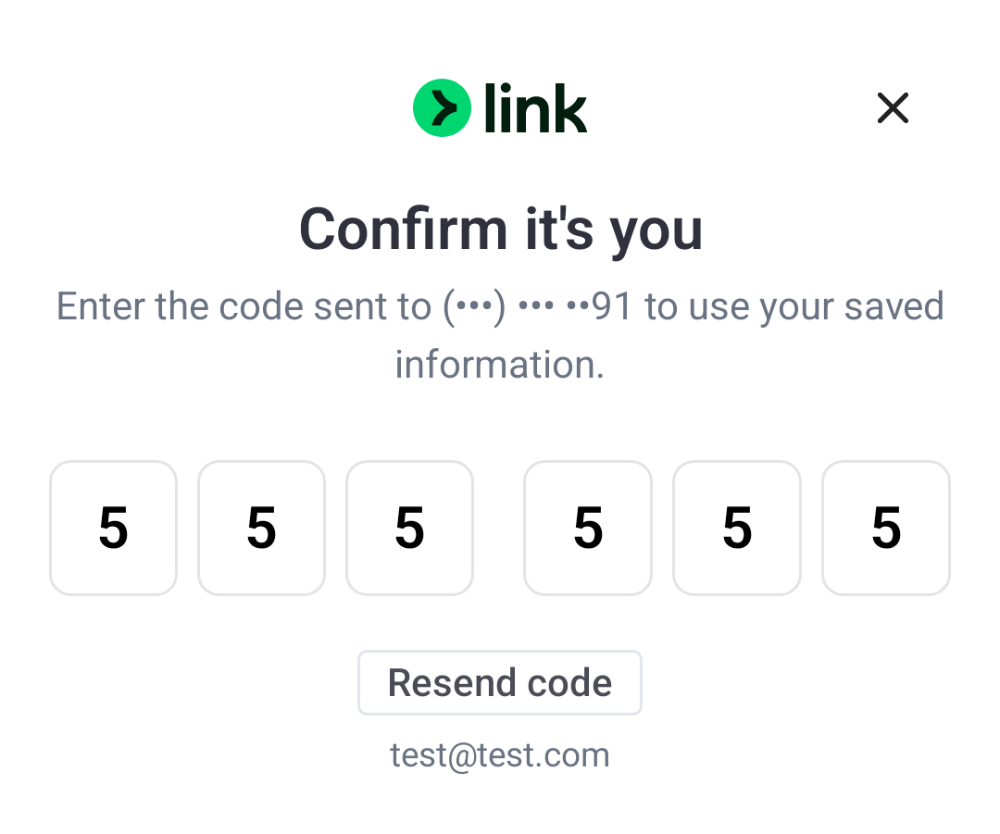 link
Confirm it's you
Enter the code sent to (•••) ••• ••91 to use your saved
information.
5 5 5 5 5 5
Resend code
test@test.com